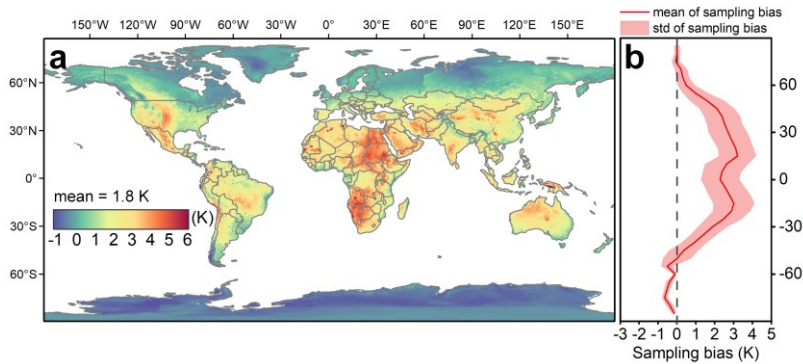 mean of sampling bias
std of sampling bias
150°W 120°W 90°W 60°W 30°W 0° 30°E 60°E 90°E 120°E 150°E
a
b
60°N
30°N
0°
30°S
60°S
mean = 1.8 K
(K)
-1 0 1 2 3 4 5 6
60
30
0
-30
-60
-3 -2 -1 0 1 2 3 4 5
Sampling bias (K)